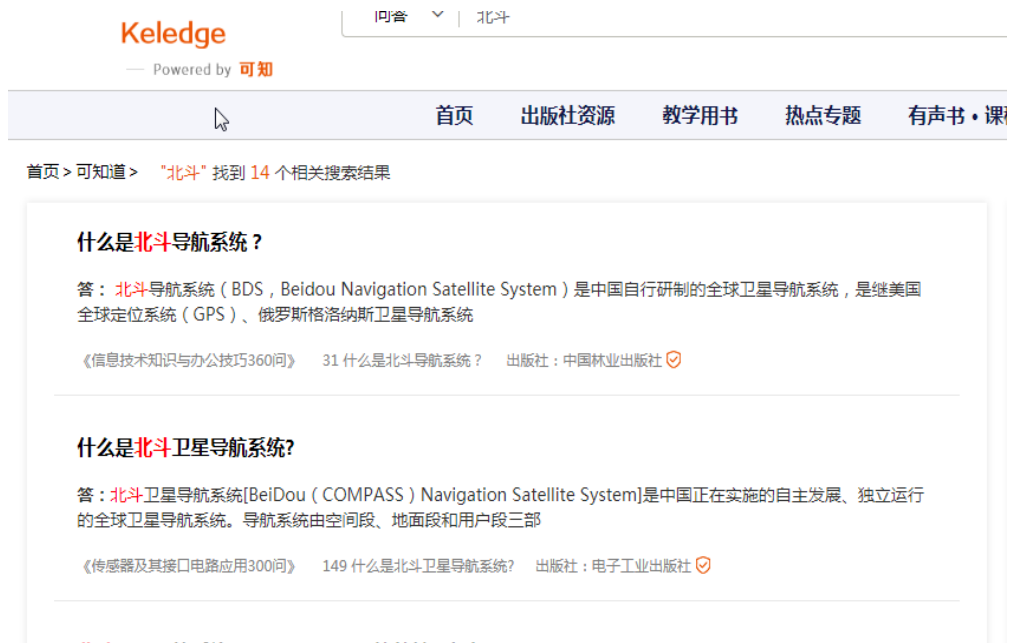 问答 北斗
Keledge
— Powered by 可知
首页 出版社资源 教学用书 热点专题 有声书·课
首页>可知道> "北斗" 找到 14 个相关搜索结果
什么是北斗导航系统？
答： 北斗导航系统（BDS，Beidou Navigation Satellite System）是中国自行研制的全球卫星导航系统，是继美国
全球定位系统（GPS）、俄罗斯格洛纳斯卫星导航系统
《信息技术知识与办公技巧360问》 31 什么是北斗导航系统？ 出版社：中国林业出版社
什么是北斗卫星导航系统?
答：北斗卫星导航系统[BeiDou（COMPASS）Navigation Satellite System]是中国正在实施的自主发展、独立运行
的全球卫星导航系统。导航系统由空间段、地面段和用户段三部
《传感器及其接口电路应用300问》 149 什么是北斗卫星导航系统? 出版社：电子工业出版社